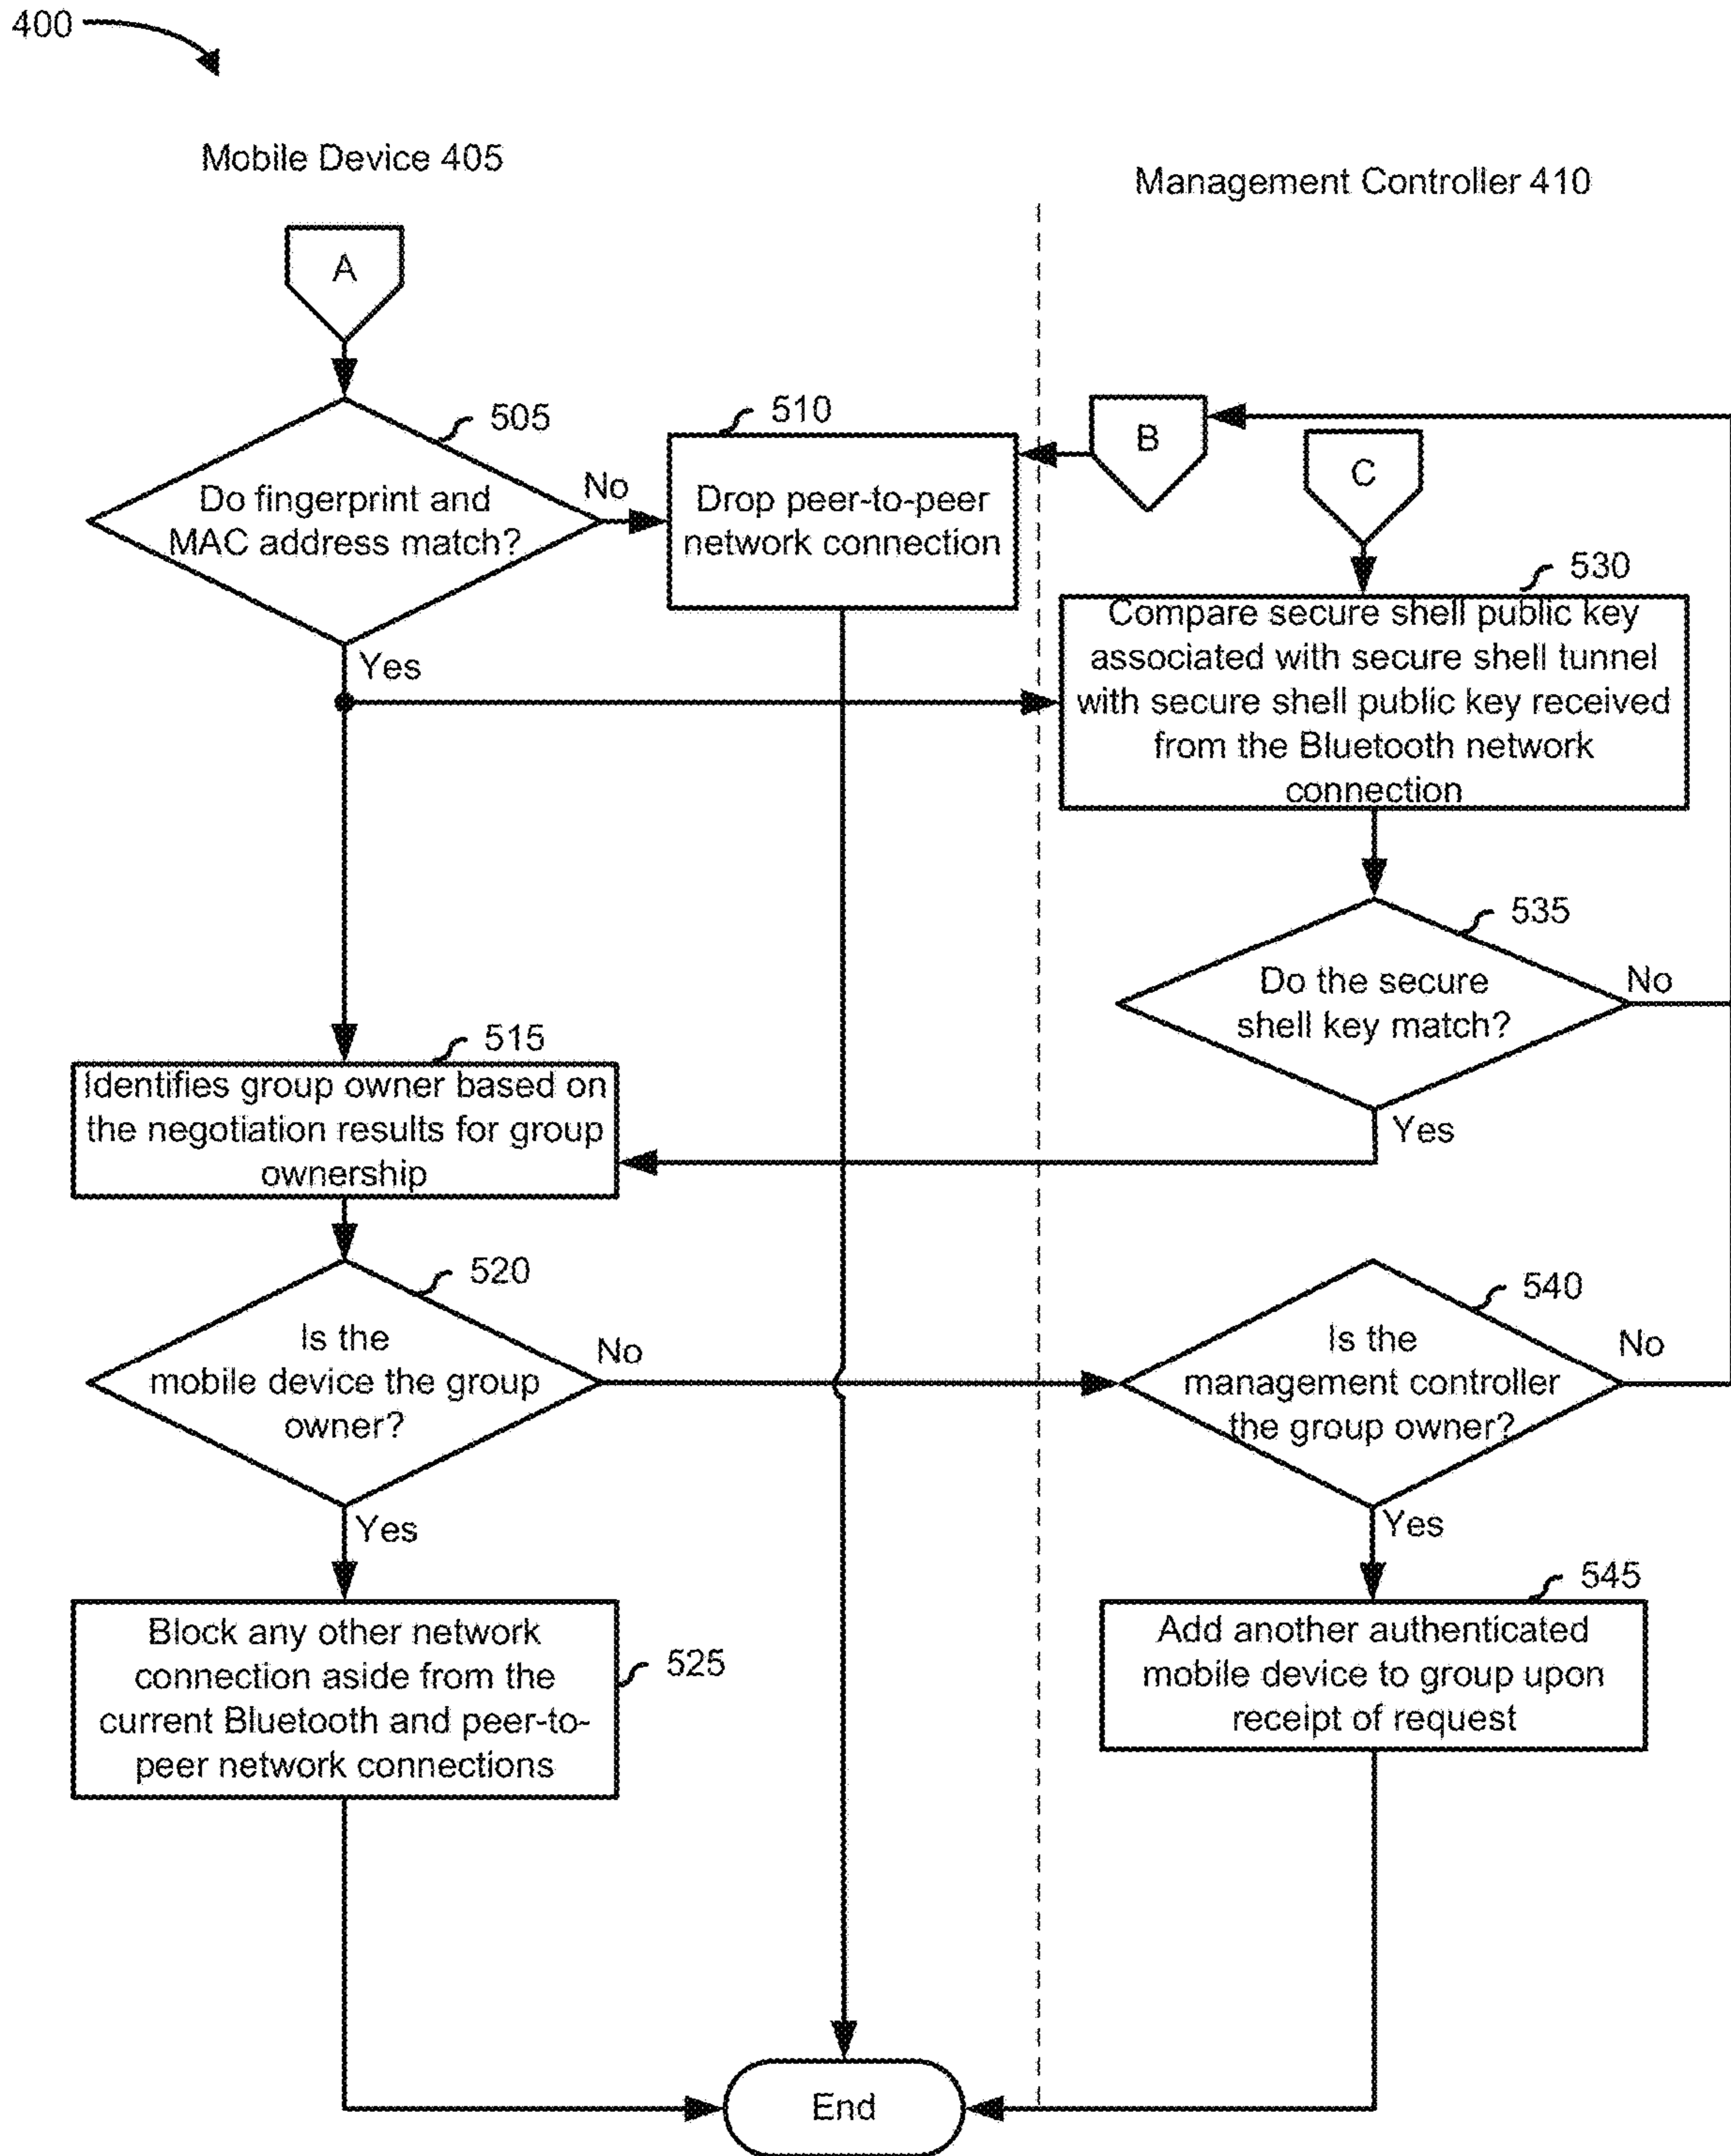 400
Mobile Device 405
Management Controller 410
A
505
Do fingerprint and
MAC address match?
No
Yes
510
Drop peer-to-peer
network connection
B
C
530
Compare secure shell public key
associated with secure shell tunnel
with secure shell public key received
from the Bluetooth network
connection
535
Do the secure
shell key match?
No
Yes
515
Identifies group owner based on
the negotiation results for group
ownership
520
Is the
mobile device the group
owner?
No
Yes
540
Is the
management controller
the group owner?
No
Yes
525
Block any other network
connection aside from the
current Bluetooth and peer-to-
peer network connections
545
Add another authenticated
mobile device to group upon
receipt of request
End